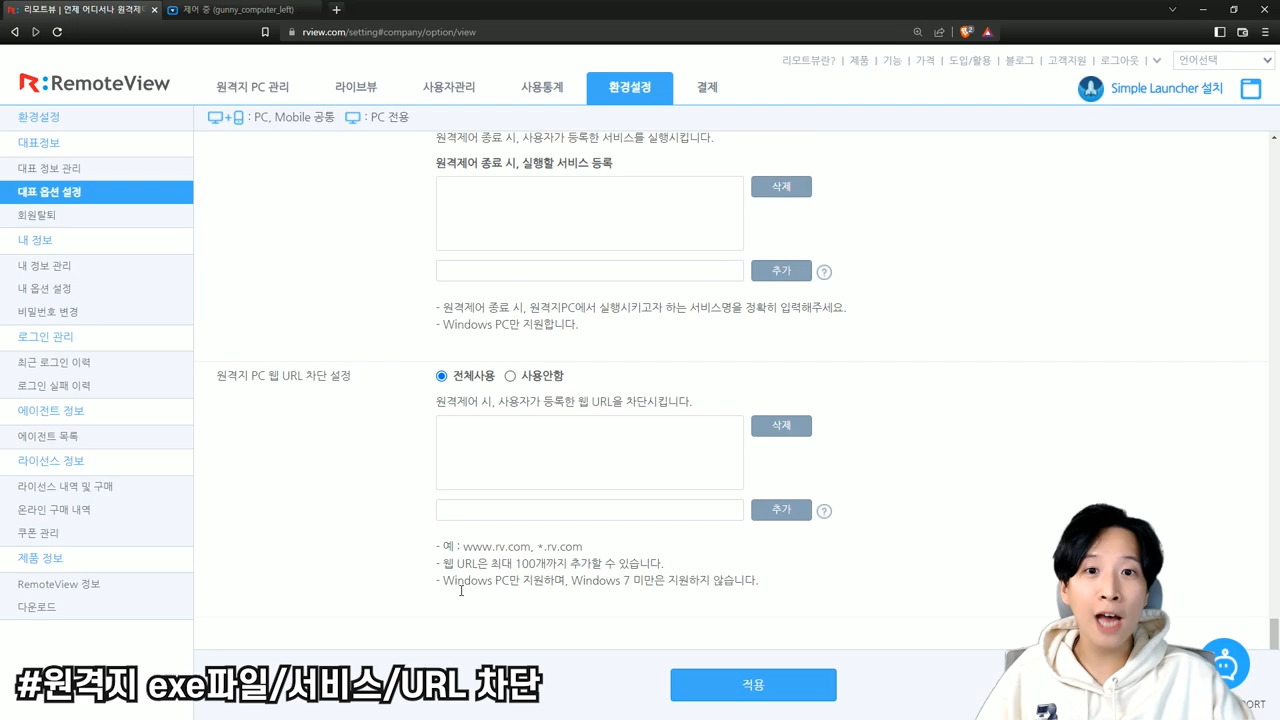 리모트뷰 | 언제 어디서나 원격제어
제어 중 (gunny_computer_left)
rview.com/setting#company/option/view
리모트뷰란? | 제품 | 기능 | 가격 | 도입/활용 | 블로그 | 고객지원 | 로그아웃 |
언어선택
RemoteView
원격지 PC 관리
라이브뷰
사용자관리
사용통계
환경설정
결제
Simple Launcher 설치
환경설정
: PC, Mobile 공통
: PC 전용
대표정보
대표 정보 관리
대표 옵션 설정
회원탈퇴
내 정보
내 정보 관리
내 옵션 설정
비밀번호 변경
로그인 관리
최근 로그인 이력
로그인 실패 이력
에이전트 정보
에이전트 목록
라이선스 정보
라이선스 내역 및 구매
온라인 구매 내역
쿠폰 관리
제품 정보
RemoteView 정보
다운로드
원격제어 종료 시, 사용자가 등록한 서비스를 실행시킵니다.
원격제어 종료 시, 실행할 서비스 등록
삭제
추가
?
- 원격제어 종료 시, 원격지PC에서 실행시키고자 하는 서비스명을 정확히 입력해주세요.
- Windows PC만 지원합니다.
원격지 PC 웹 URL 차단 설정
전체사용
사용안함
원격제어 시, 사용자가 등록한 웹 URL을 차단시킵니다.
삭제
추가
?
- 예 : www.rv.com, *.rv.com
- 웹 URL은 최대 100개까지 추가할 수 있습니다.
- Windows PC만 지원하며, Windows 7 미만은 지원하지 않습니다.
적용
#원격지 exe파일/서비스/URL 차단